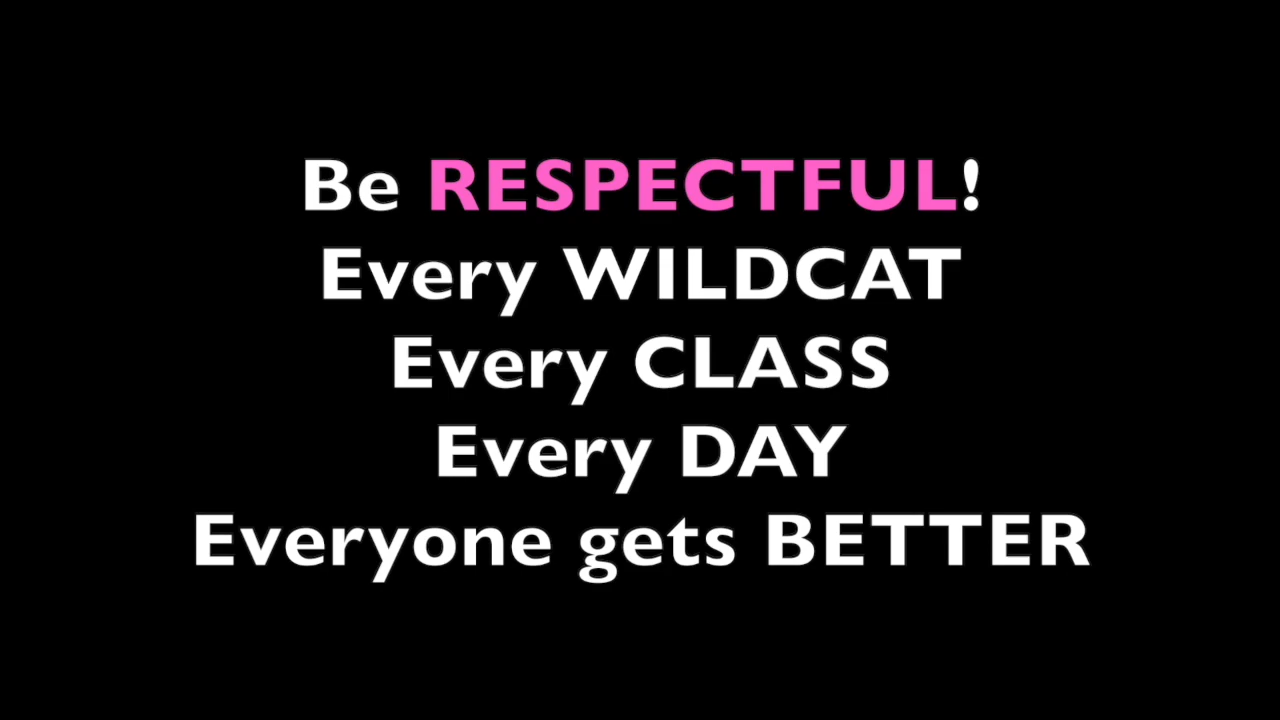 Be RESPECTFUL!
Every WILDCAT
Every CLASS
Every DAY
Everyone gets BETTER